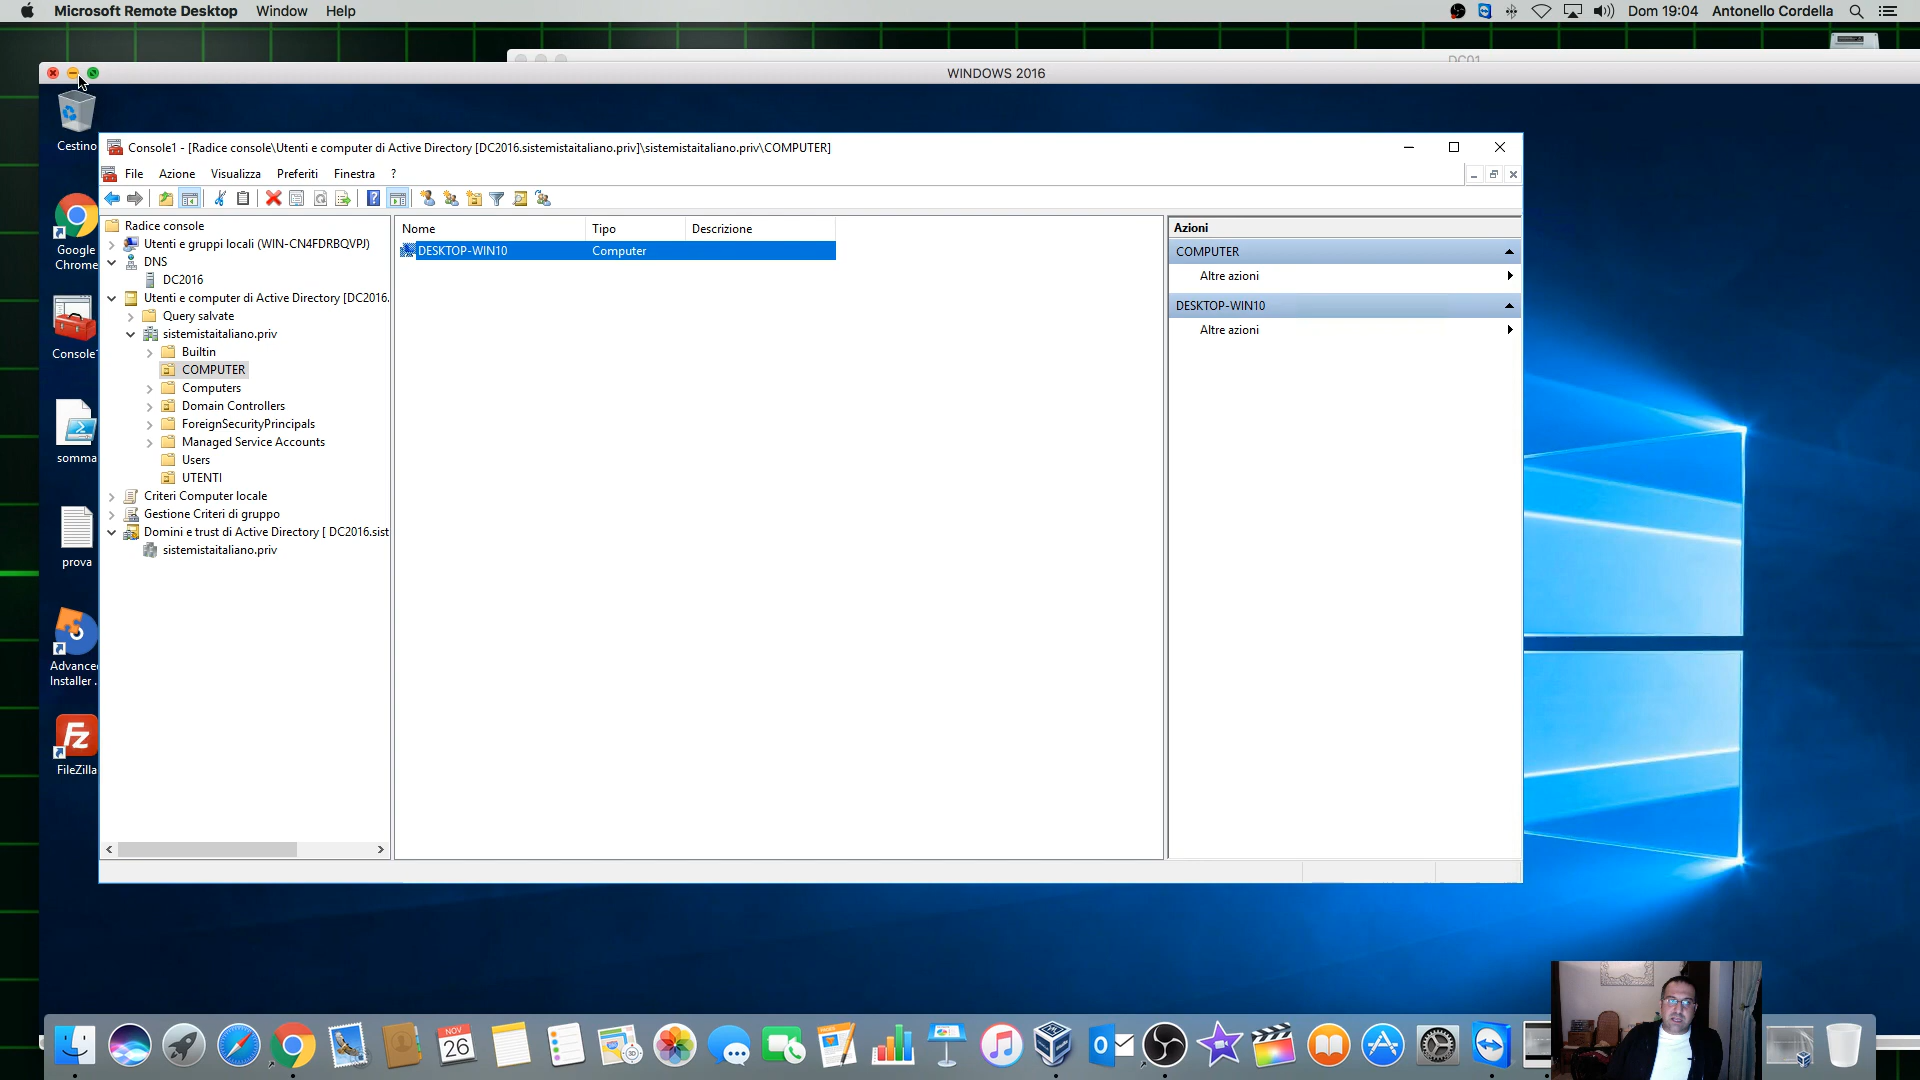 Microsoft Remote Desktop Window Help
Dom 19:04 Antonello Cordella
DC01
WINDOWS 2016
Cestino
Google
Chrome
Console1
somma
prova
Advanced
Installer .
FileZilla
Console1 - [Radice console\Utenti e computer di Active Directory [DC2016.sistemistaitaliano.priv]\sistemistaitaliano.priv\COMPUTER]
File Azione Visualizza Preferiti Finestra ?
Radice console
Utenti e gruppi locali (WIN-CN4FDRBQVPJ)
DNS
DC2016
Utenti e computer di Active Directory [DC2016.
Query salvate
sistemistaitaliano.priv
Builtin
COMPUTER
Computers
Domain Controllers
ForeignSecurityPrincipals
Managed Service Accounts
Users
UTENTI
Criteri Computer locale
Gestione Criteri di gruppo
Domini e trust di Active Directory [ DC2016.sist
sistemistaitaliano.priv
Nome Tipo Descrizione
DESKTOP-WIN10 Computer
Azioni
COMPUTER
Altre azioni
DESKTOP-WIN10
Altre azioni
NOV
26